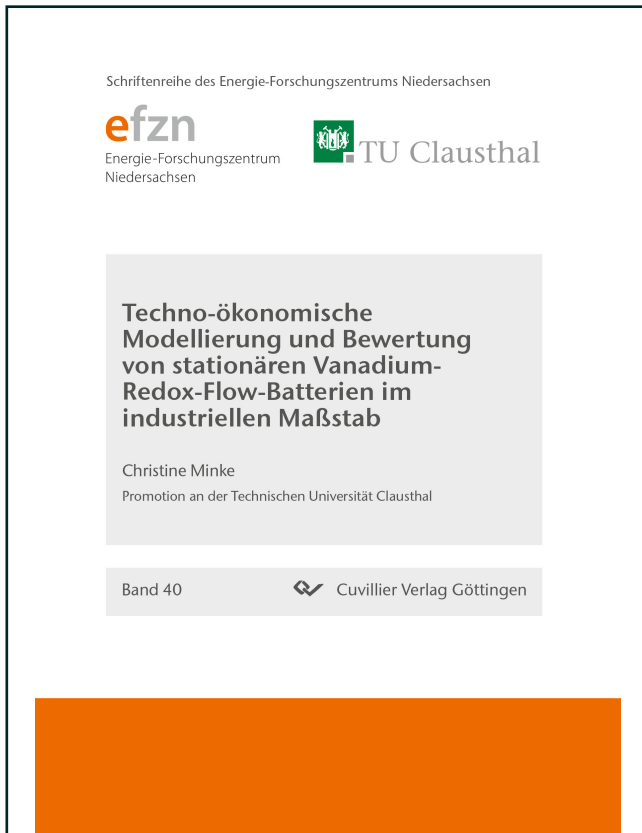 Schriftenreihe des Energie-Forschungszentrums Niedersachsen
efzn
Energie-Forschungszentrum
Niedersachsen
TU Clausthal
Techno-ökonomische
Modellierung und Bewertung
von stationären Vanadium-
Redox-Flow-Batterien im
industriellen Maßstab
Christine Minke
Promotion an der Technischen Universität Clausthal
Band 40
Cuvillier Verlag Göttingen